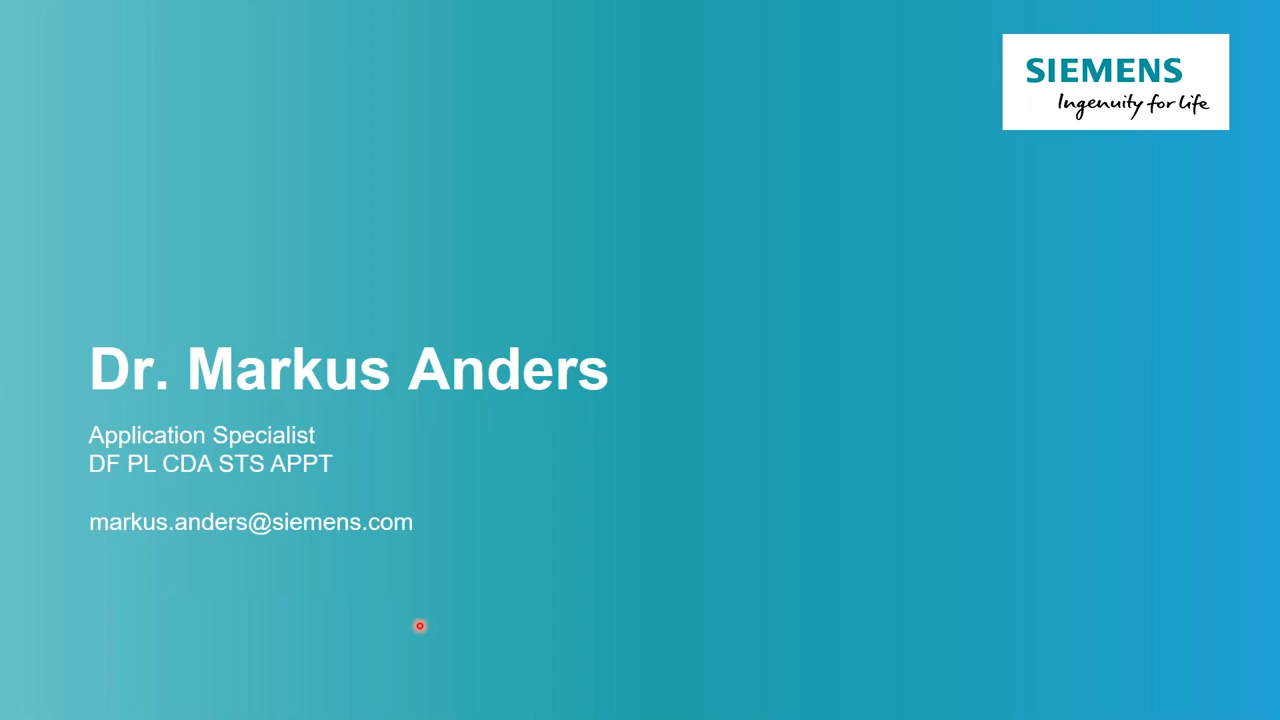 SIEMENS
Ingenuity for life
Dr. Markus Anders
Application Specialist
DF PL CDA STS APPT
markus.anders@siemens.com